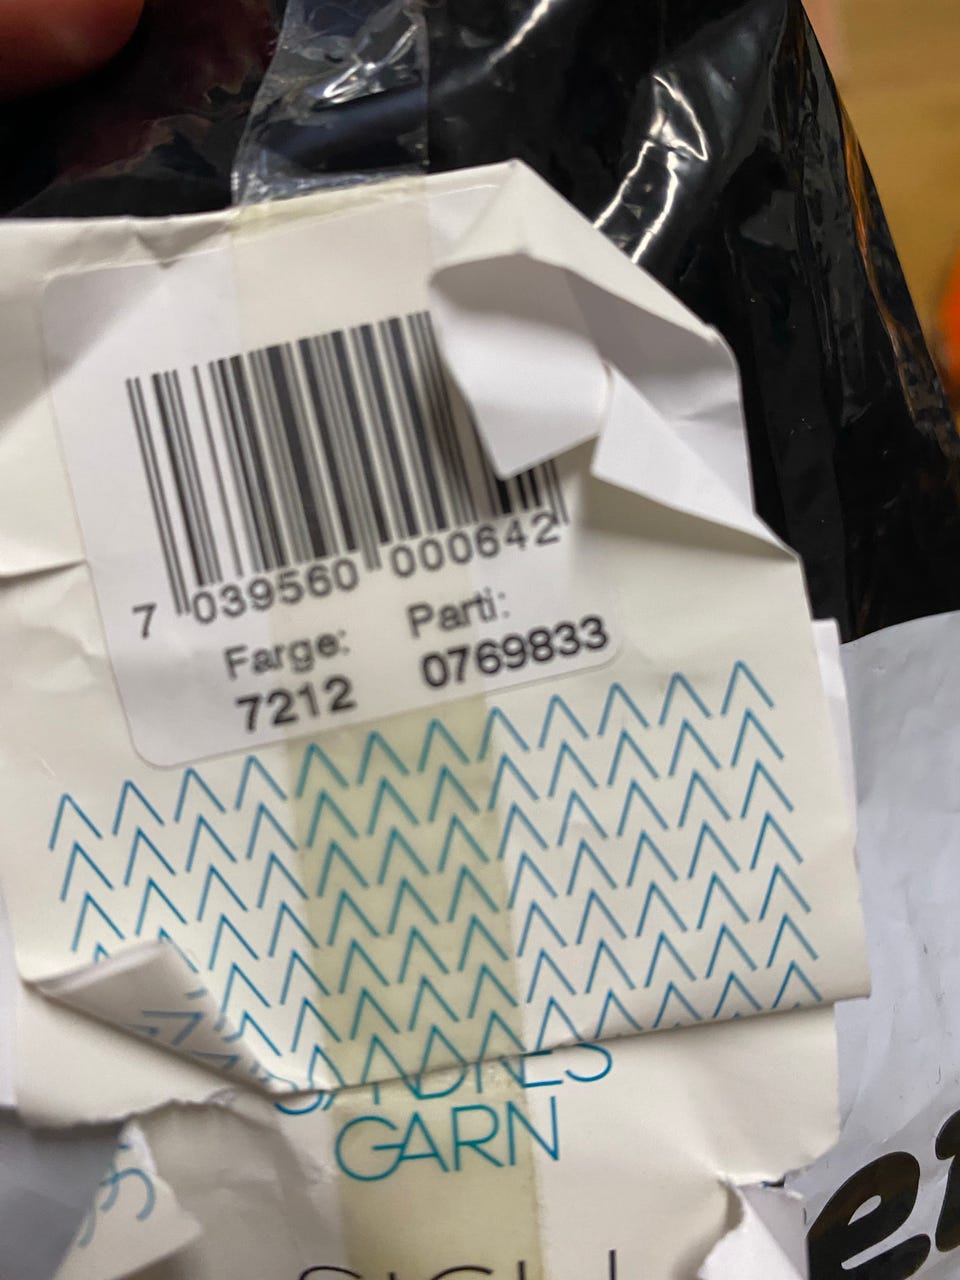 7 039560 000642
Farge: Parti:
7212 0769833
SANDNES
GARN